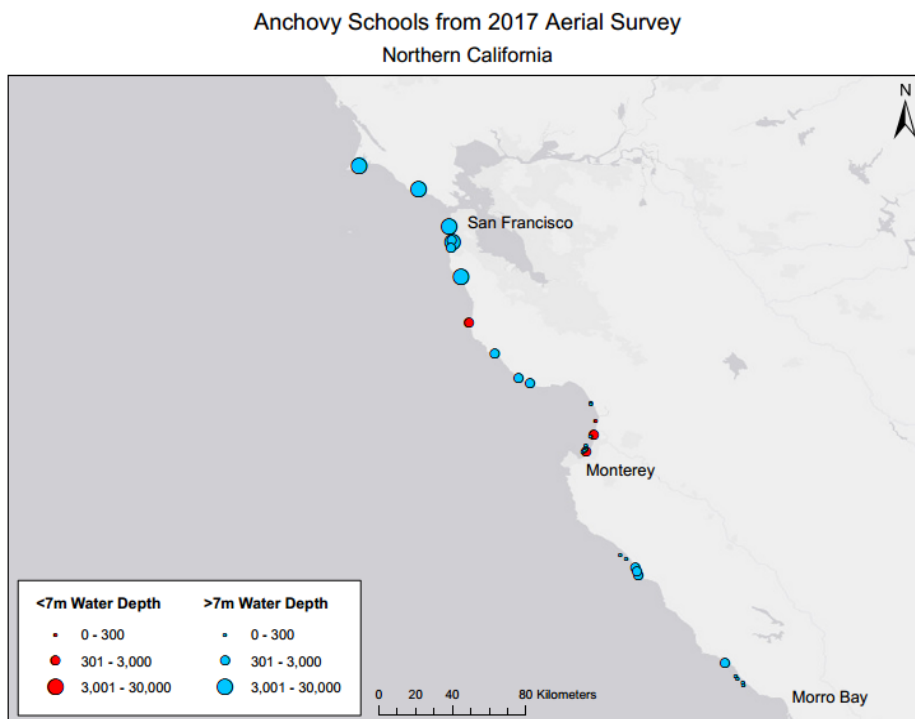 Anchovy Schools from 2017 Aerial Survey
Northern California
N
San Francisco
Monterey
Morro Bay
<7m Water Depth >7m Water Depth
0 - 300 0 - 300
301 - 3,000 301 - 3,000
3,001 - 30,000 3,001 - 30,000
0 20 40 80 Kilometers